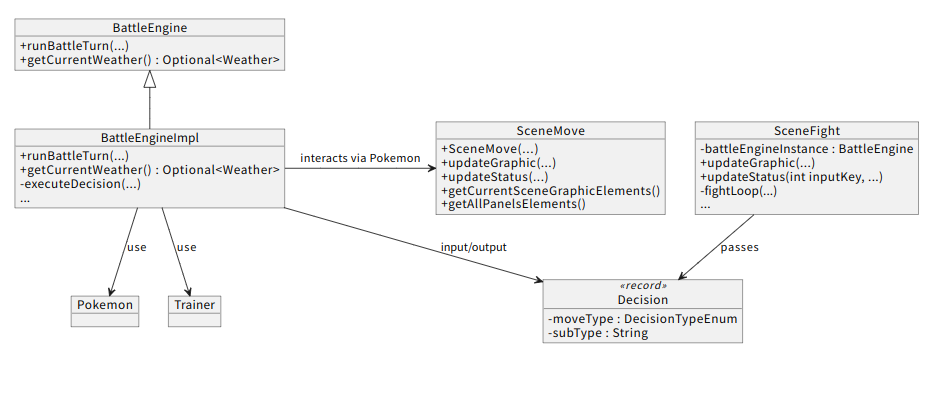 BattleEngine
+runBattleTurn(...)
+getCurrentWeather() : Optional<Weather>
BattleEngineImpl
+runBattleTurn(...)
+getCurrentWeather() : Optional<Weather>
-executeDecision(...)
...
interacts via Pokemon
SceneMove
+SceneMove(...)
+updateGraphic(...)
+updateStatus(...)
+getCurrentSceneGraphicElements()
+getAllPanelsElements()
SceneFight
-battleEngineInstance : BattleEngine
+updateGraphic(...)
+updateStatus(int inputKey, ...)
-fightLoop(...)
...
use
use
input/output
passes
Pokemon
Trainer
«record»
Decision
-moveType : DecisionTypeEnum
-subType : String